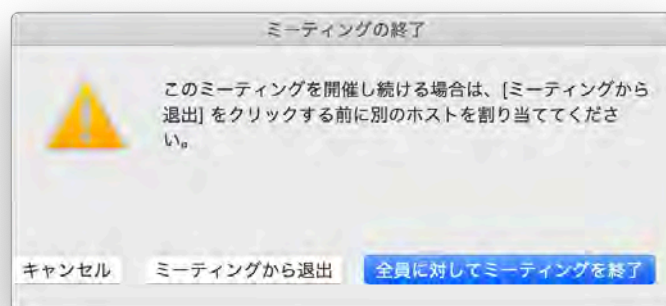 ミーティングの終了
このミーティングを開催し続ける場合は、[ミーティングから
退出] をクリックする前に別のホストを割り当ててくださ
い。
キャンセル ミーティングから退出 全員に対してミーティングを終了